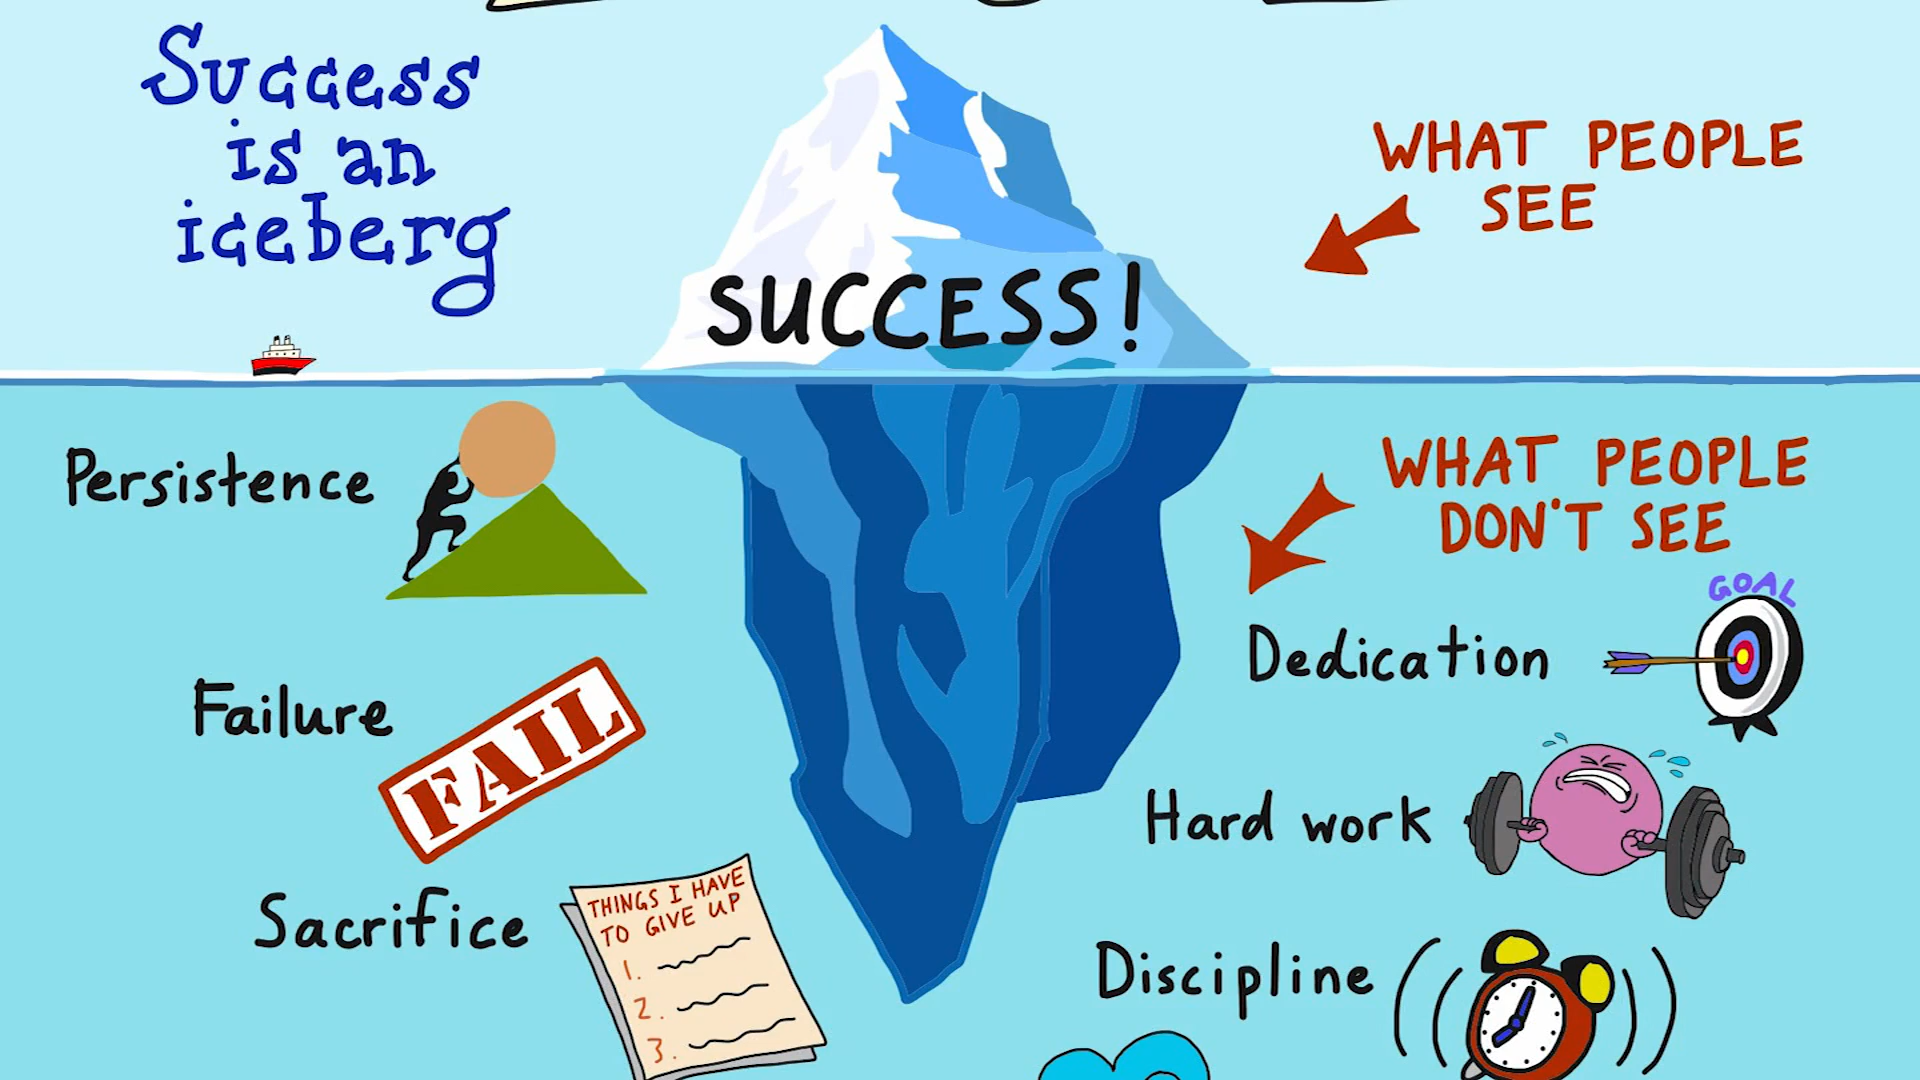 Success
is an
iceberg
WHAT PEOPLE
SEE
SUCCESS!
Persistence
WHAT PEOPLE
DON'T SEE
GOAL
Dedication
Failure
FAIL
Hard work
Sacrifice
THINGS I HAVE
TO GIVE UP
1.
2.
3.
Discipline